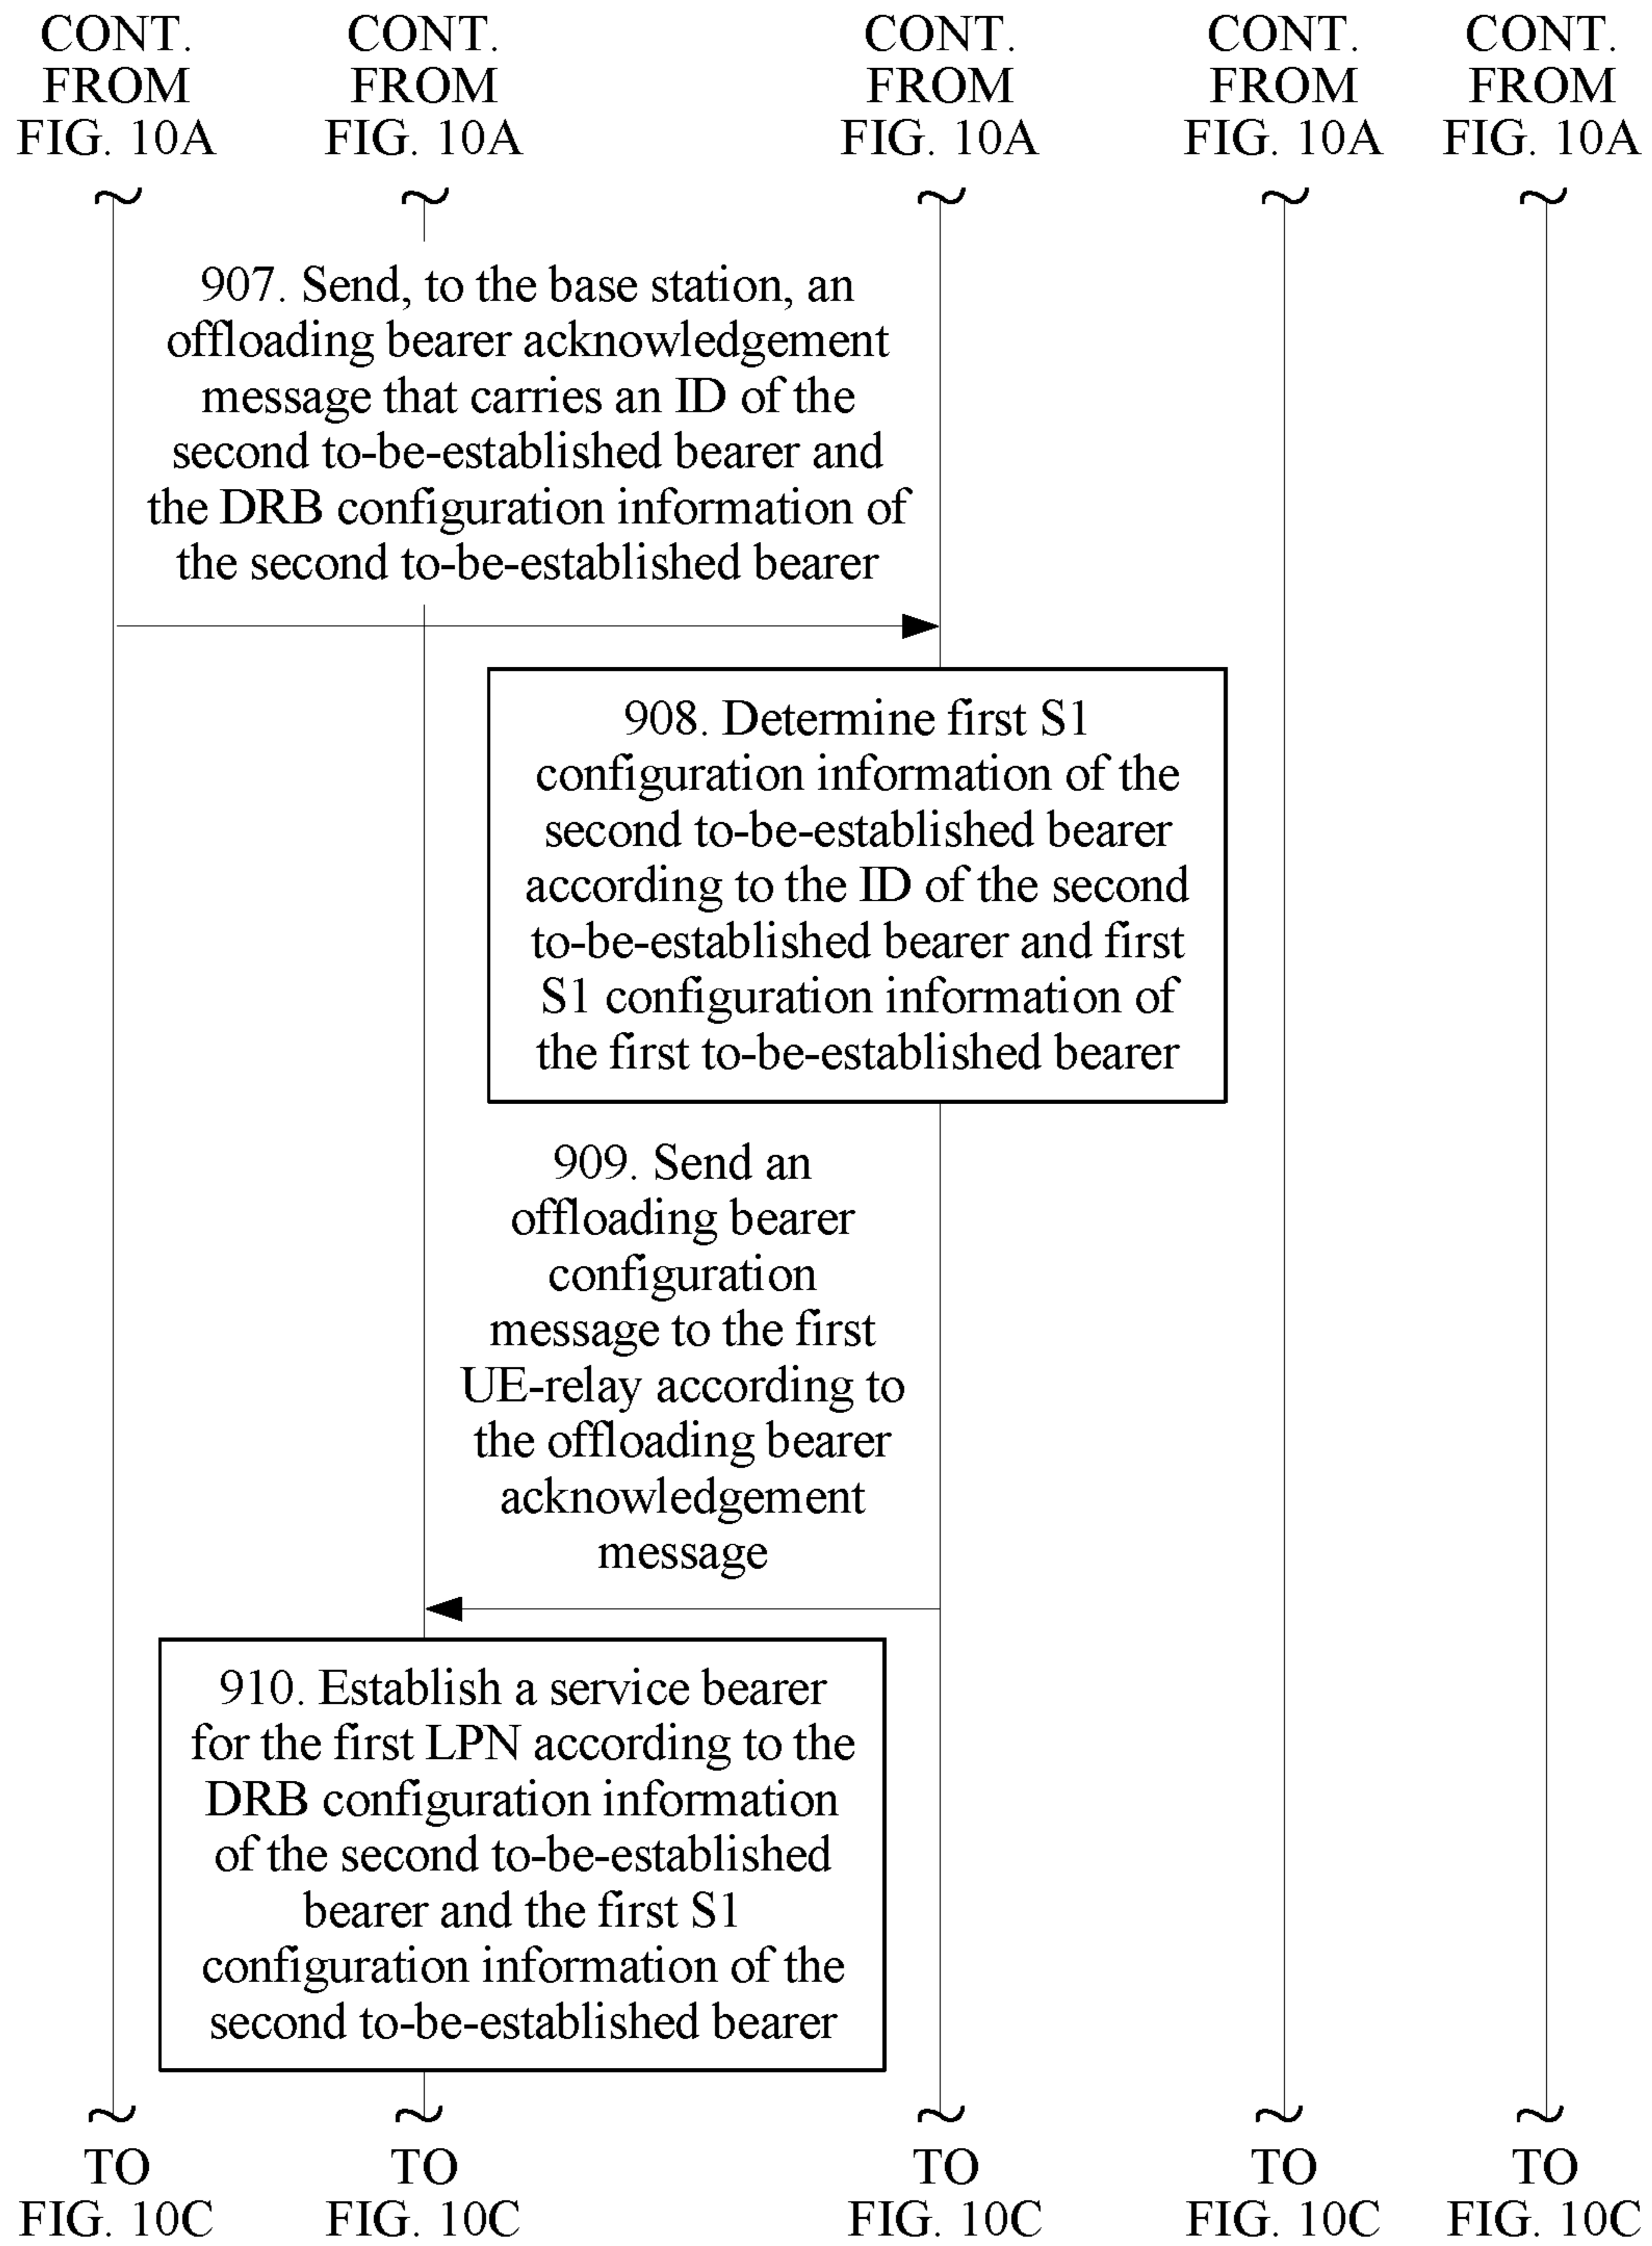 CONT.
FROM
FIG. 10A
CONT.
FROM
FIG. 10A
CONT.
FROM
FIG. 10A
CONT.
FROM
FIG. 10A
CONT.
FROM
FIG. 10A
907. Send, to the base station, an
offloading bearer acknowledgement
message that carries an ID of the
second to-be-established bearer and
the DRB configuration information of
the second to-be-established bearer
908. Determine first S1
configuration information of the
second to-be-established bearer
according to the ID of the second
to-be-established bearer and first
S1 configuration information of
the first to-be-established bearer
909. Send an
offloading bearer
configuration
message to the first
UE-relay according to
the offloading bearer
acknowledgement
message
910. Establish a service bearer
for the first LPN according to the
DRB configuration information
of the second to-be-established
bearer and the first S1
configuration information of the
second to-be-established bearer
TO
FIG. 10C
TO
FIG. 10C
TO
FIG. 10C
TO
FIG. 10C
TO
FIG. 10C